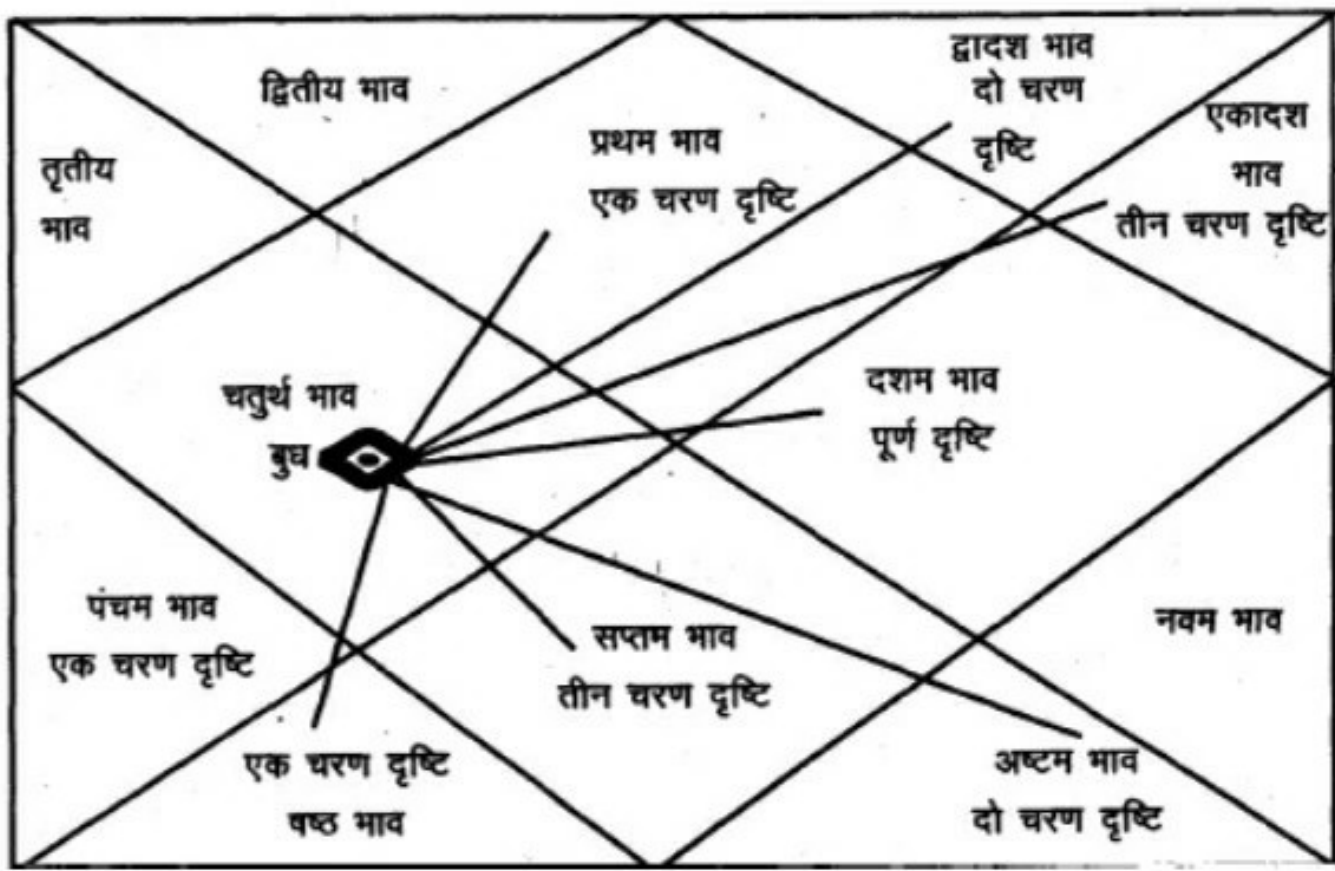 द्वितीय भाव
द्वादश भाव
दो चरण
दृष्टि
एकादश
भाव
तीन चरण दृष्टि
प्रथम भाव
एक चरण दृष्टि
तृतीय
भाव
चतुर्थ भाव
बुध
दशम भाव
पूर्ण दृष्टि
पंचम भाव
एक चरण दृष्टि
सप्तम भाव
तीन चरण दृष्टि
नवम भाव
एक चरण दृष्टि
षष्ठ भाव
अष्टम भाव
दो चरण दृष्टि